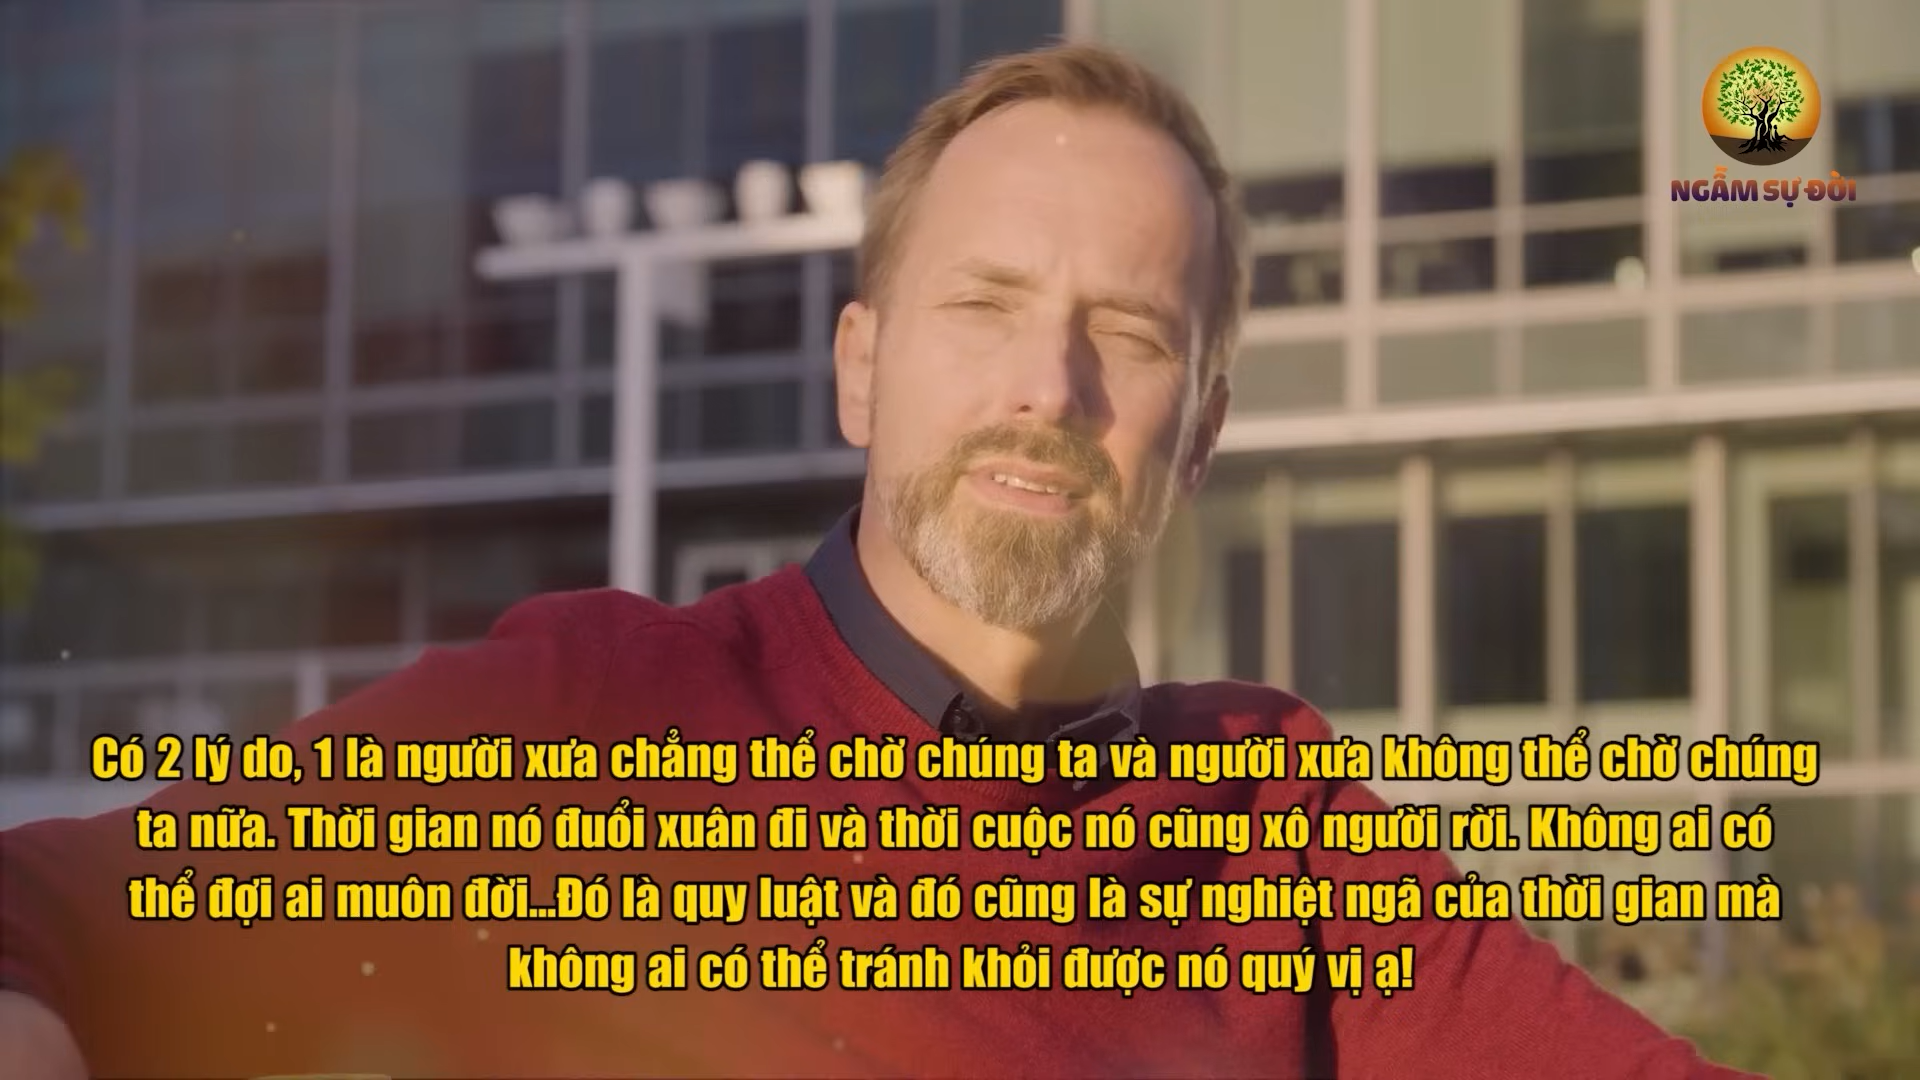 NGẪM SỰ ĐỜI
Có 2 lý do, 1 là người xưa chẳng thể chờ chúng ta và người xưa không thể chờ chúng
ta nữa. Thời gian nó đuổi xuân đi và thời cuộc nó cũng xô người rời. Không ai có
thể đợi ai muôn đời...Đó là quy luật và đó cũng là sự nghiệt ngã của thời gian mà
không ai có thể tránh khỏi được nó quý vị ạ!